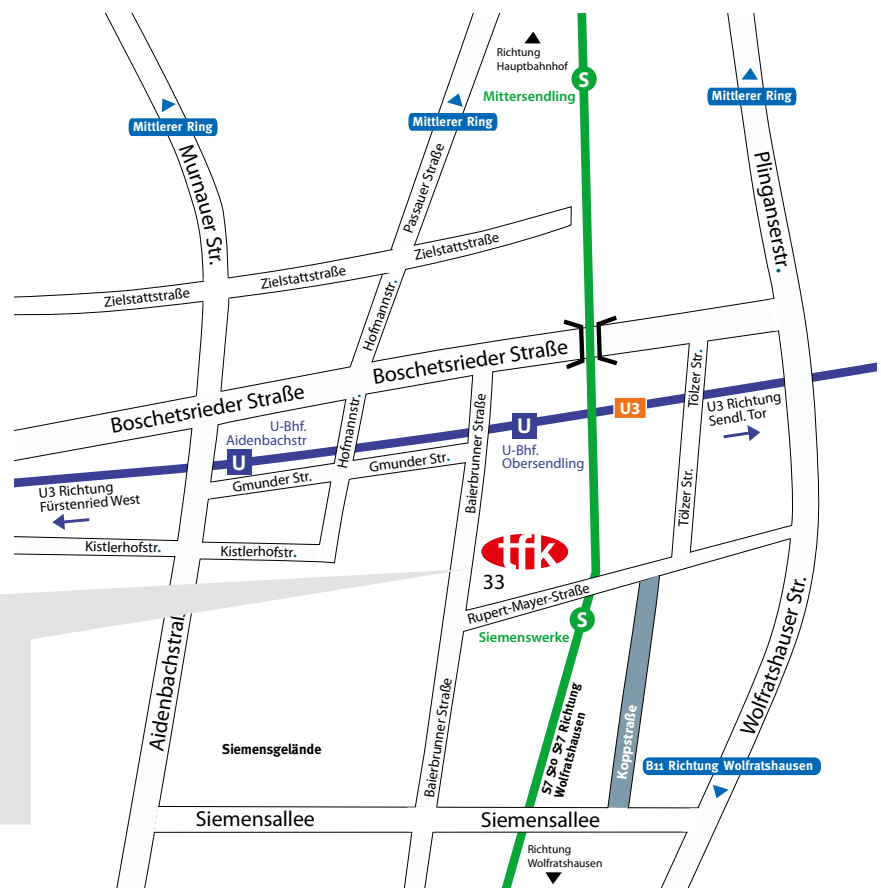 Richtung
Hauptbahnhof
S
Mittersendling
Mittlerer Ring
Mittlerer Ring
Mittlerer Ring
Murnauer Str.
Passauer Straße
Plinganserstr.
Zielstattstraße
Zielstattstraße
Zielstattstraße
Hofmannstr.
Boschetsrieder Straße
Boschetsrieder Straße
Tölzer Str.
U3
U3 Richtung
Sendl. Tor
Hofmannstr.
Baierbrunner Straße
U-Bhf.
Aidenbachstr
U
U
U-Bhf.
Obersendling
Gmunder Str.
Gmunder Str.
U3 Richtung
Fürstenried West
Tölzer Str.
Kistlerhofstr.
Kistlerhofstr.
tfk
33
Rupert-Mayer-Straße
S
Siemenswerke
Aidenbachstraß
Wolfratshauser Str.
Baierbrunner Straße
S7 S20 S27 Richtung
Wolfratshausen
Koppstraße
Siemensgelände
B11 Richtung Wolfratshausen
Siemensallee
Siemensallee
Richtung
Wolfratshausen